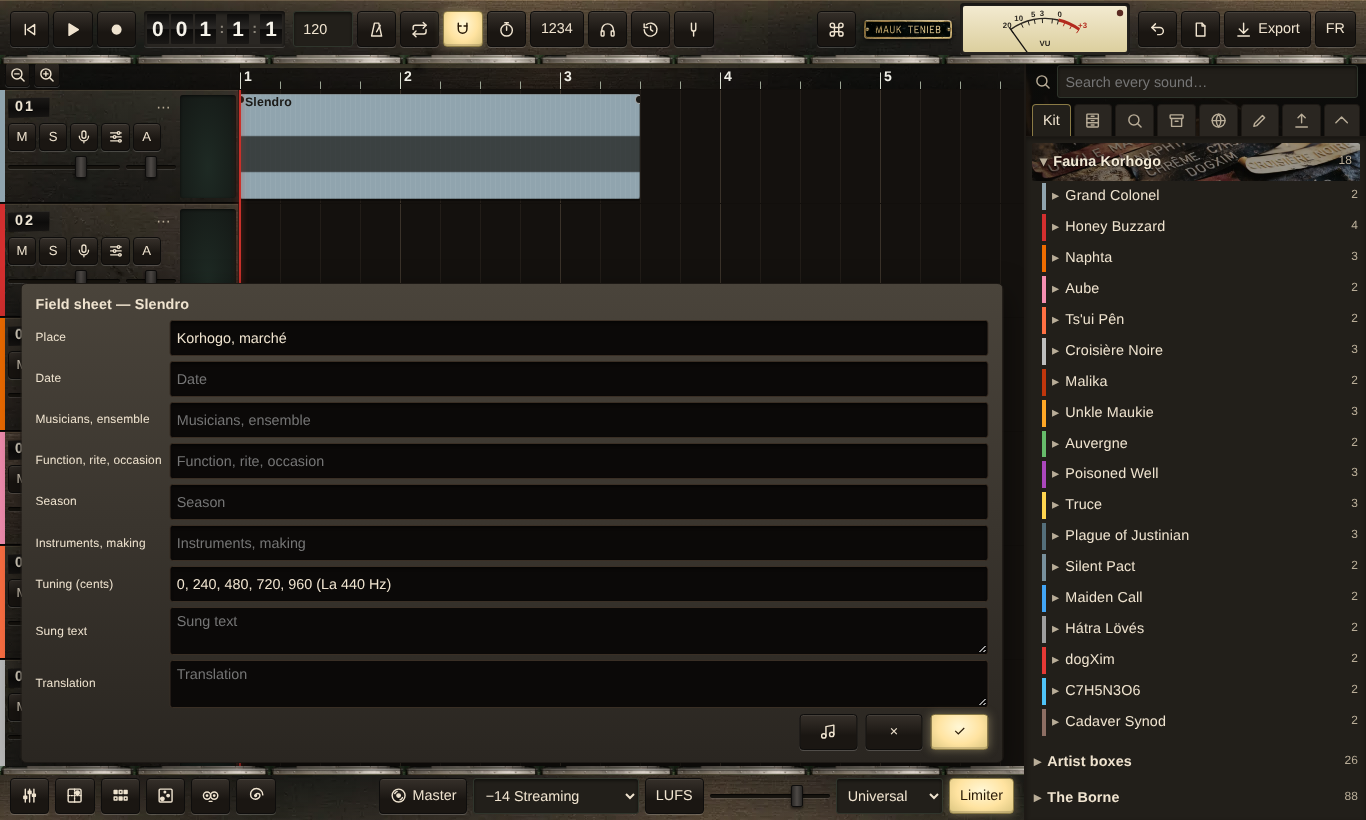 001:1:1
120
1234
MAUK TENIEB
20 10 5 3 0 +3
VU
Export
FR
1 2 3 4 5
Search every sound…
01
Slendro
M S A
Kit
Fauna Korhogo 18
Grand Colonel 2
02
M S A
Honey Buzzard 4
Naphta 3
Aube 2
Ts'ui Pên 2
Croisière Noire 3
Malika 2
Unkle Maukie 3
Auvergne 2
Poisoned Well 3
Truce 3
Plague of Justinian 3
Silent Pact 2
Maiden Call 2
Hátra Lövés 2
dogXim 2
C7H5N3O6 2
Cadaver Synod 2
Artist boxes 26
The Borne 88
Field sheet — Slendro
Place Korhogo, marché
Date Date
Musicians, ensemble Musicians, ensemble
Function, rite, occasion Function, rite, occasion
Season Season
Instruments, making Instruments, making
Tuning (cents) 0, 240, 480, 720, 960 (La 440 Hz)
Sung text Sung text
Translation Translation
Master
−14 Streaming
LUFS
Universal
Limiter